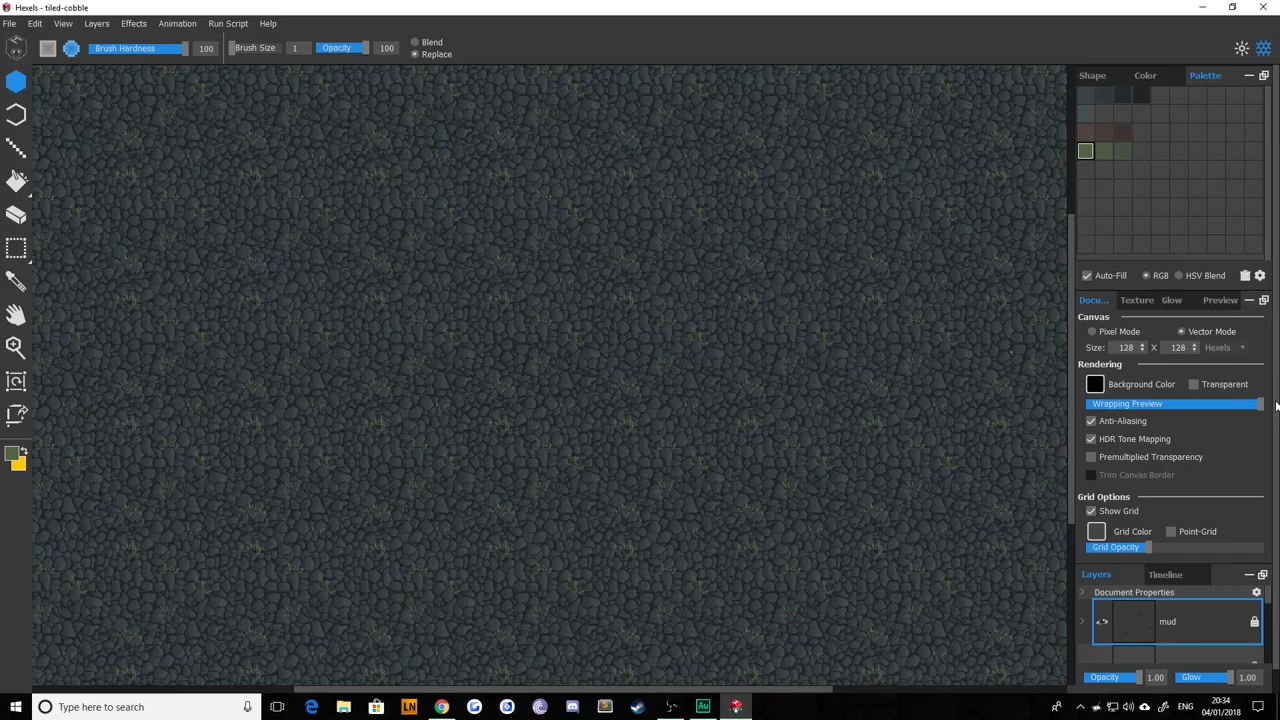 Hexels - tiled-cobble
File Edit View Layers Effects Animation Run Script Help
Brush Hardness 100 Brush Size 1 Opacity 100 Blend
Replace
Shape Color Palette
Auto-Fill RGB HSV Blend
Docu... Texture Glow Preview
Canvas
Pixel Mode Vector Mode
Size: 128 X 128 Hexels
Rendering
Background Color Transparent
Wrapping Preview
Anti-Aliasing
HDR Tone Mapping
Premultiplied Transparency
Trim Canvas Border
Grid Options
Show Grid
Grid Color Point-Grid
Grid Opacity
Layers Timeline
Document Properties
mud
Opacity 1.00 Glow 1.00
Type here to search LN Au ENG 20:34
04/01/2018